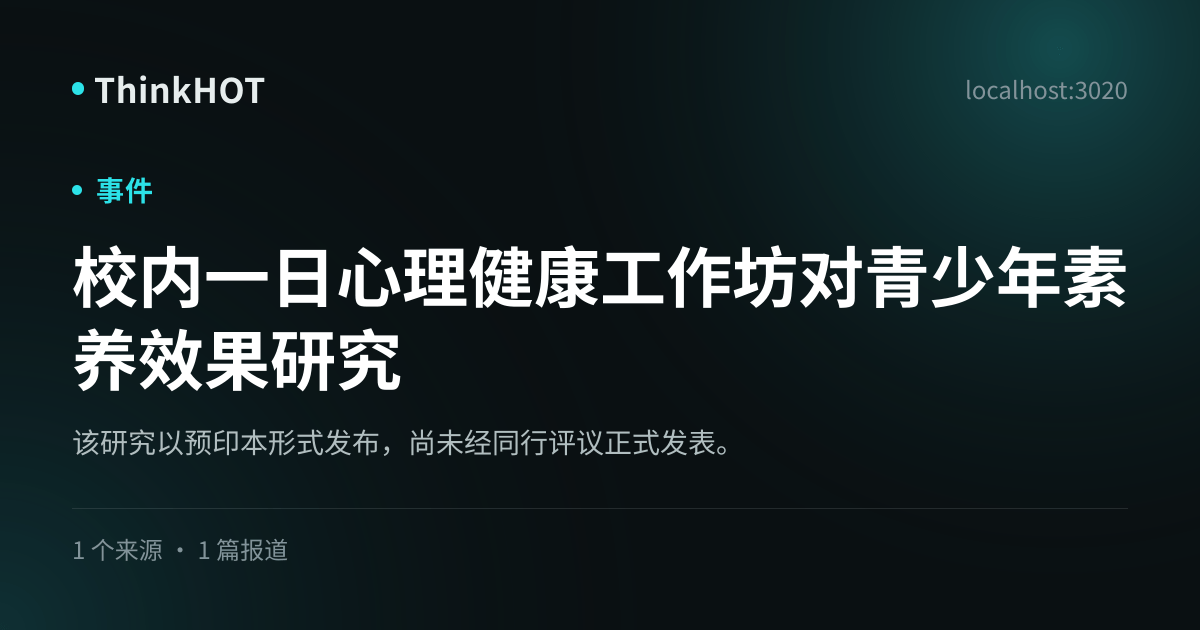 ThinkHOT
localhost:3020
事件
校内一日心理健康工作坊对青少年素
养效果研究
该研究以预印本形式发布，尚未经同行评议正式发表。
1 个来源 · 1 篇报道